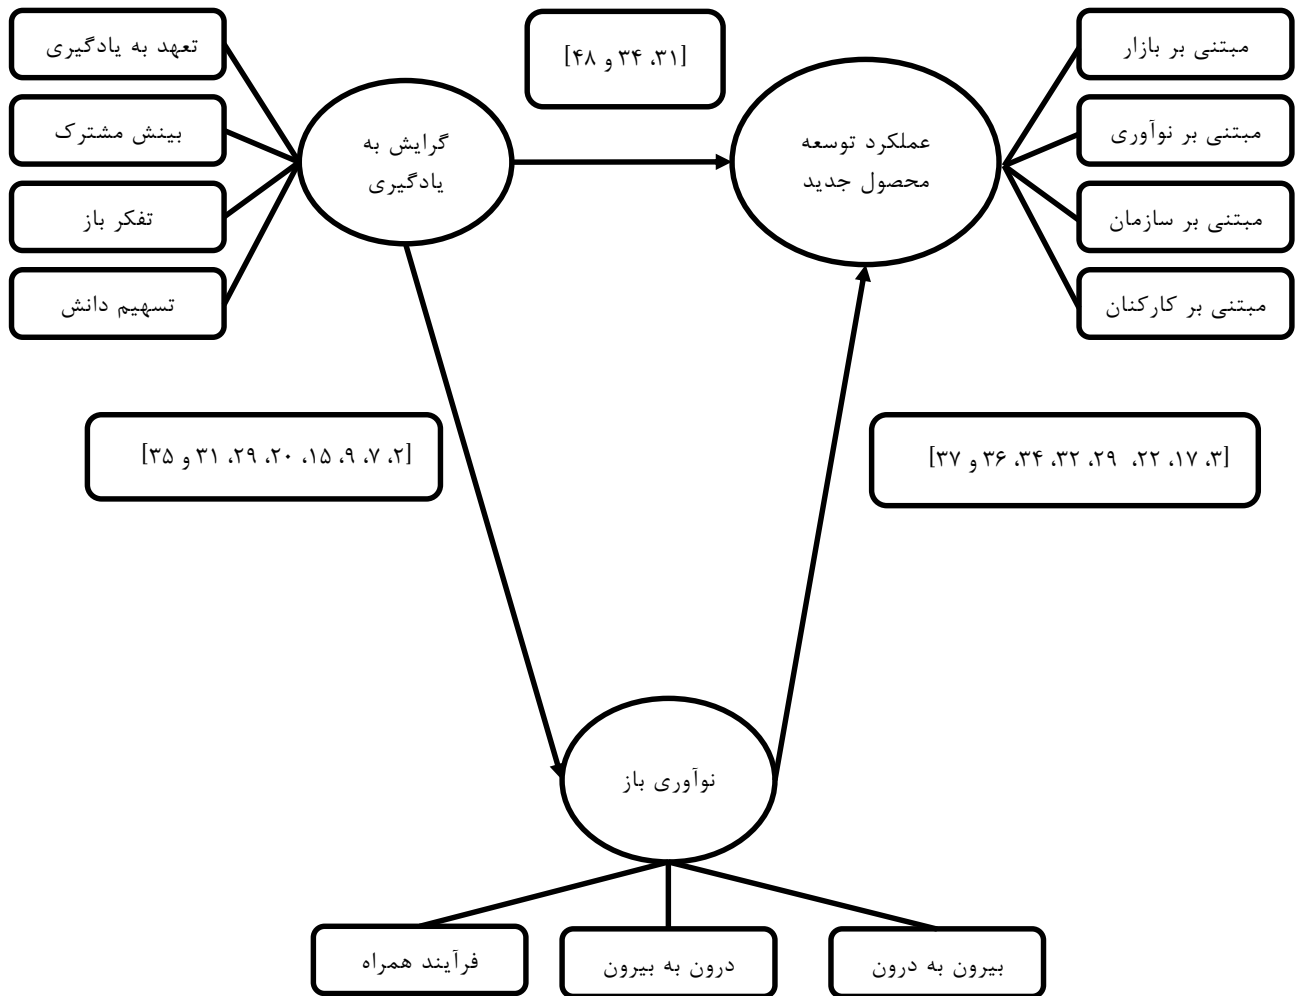 مبتنی بر بازار
مبتنی بر نوآوری
مبتنی بر سازمان
مبتنی بر کارکنان
عملکرد توسعه
محصول جدید
[۳۱، ۳۴ و ۴۸]
گرایش به
یادگیری
تعهد به یادگیری
بینش مشترک
تفکر باز
تسهیم دانش
[۳، ۱۷، ۲۲، ۲۹ ۳۲، ۳۴، ۳۶ و ۳۷]
[۲، ۷، ۹، ۱۵، ۲۰، ۲۹، ۳۱ و ۳۵]
نوآوری باز
بیرون به درون
درون به بیرون
فرآیند همراه